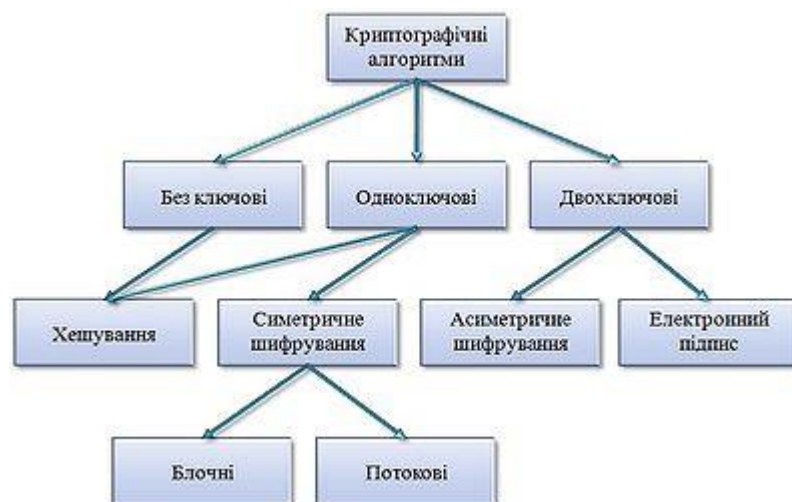 Криптографічні
алгоритми
Без ключові
Одноключові
Двохключові
Хешування
Симетричне
шифрування
Асиметричне
шифрування
Електронний
підпис
Блочні
Потокові